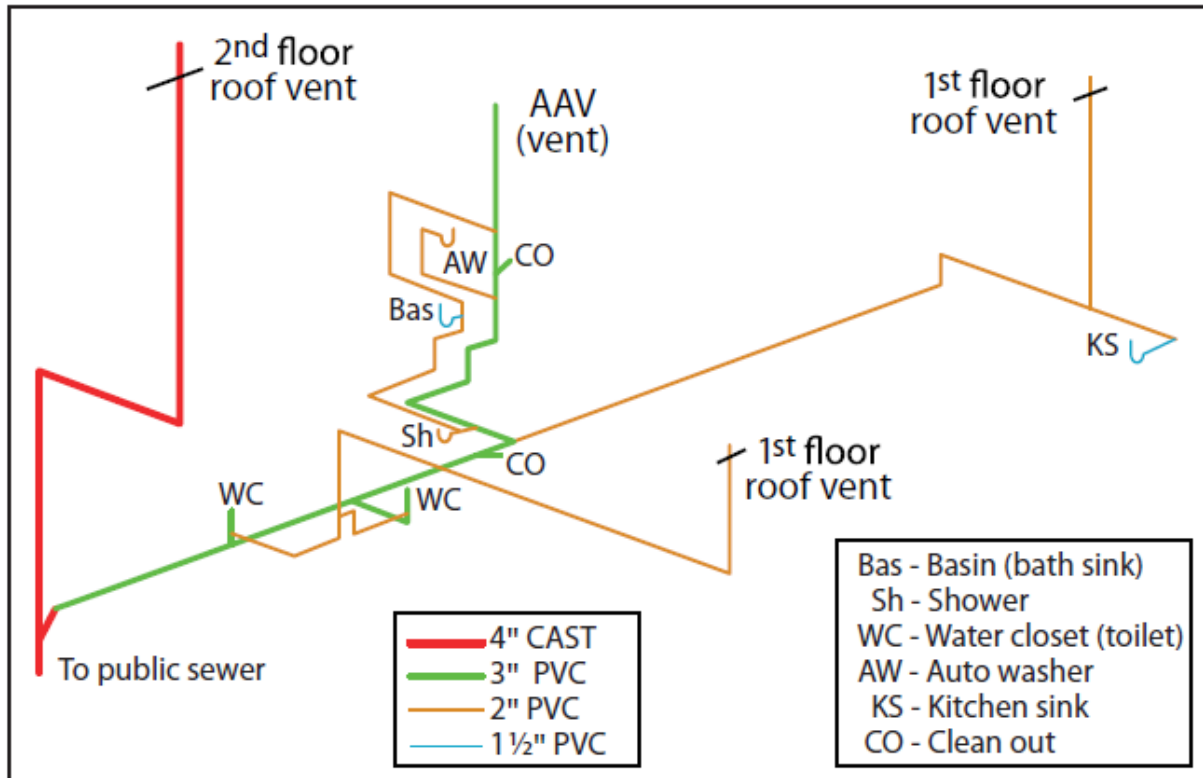 2nd floor
roof vent
AAV
(vent)
1st floor
roof vent
AW
CO
Bas
KS
Sh
CO
1st floor
roof vent
WC
WC
To public sewer
4" CAST
3" PVC
2" PVC
1½" PVC
Bas - Basin (bath sink)
Sh - Shower
WC - Water closet (toilet)
AW - Auto washer
KS - Kitchen sink
CO - Clean out